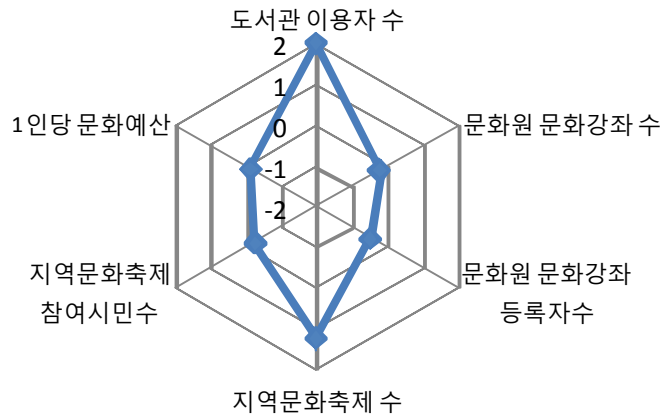 도서관 이용자 수
2
1
0
-1
-2
1인당 문화예산
문화원 문화강좌 수
지역문화축제
참여시민수
문화원 문화강좌
등록자수
지역문화축제 수